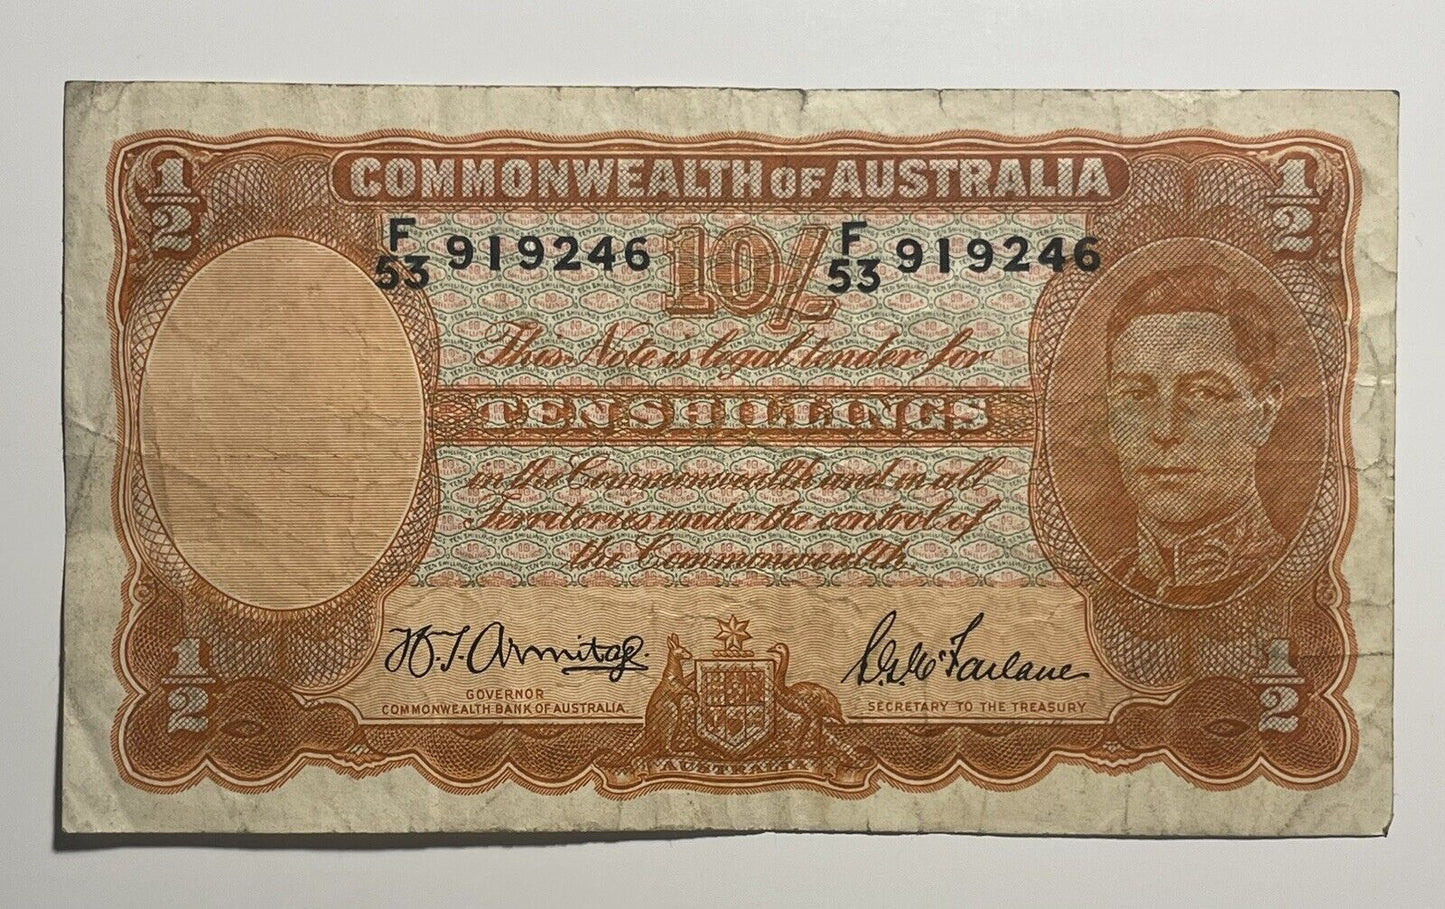 COMMONWEALTH OF AUSTRALIA
1/2 1/2
F/53 919246 10/- F/53 919246
This Note is legal tender for
TEN SHILLINGS
in the Commonwealth and in all
Territories under the control of
the Commonwealth
1/2 1/2
H.T. Armitage. S.G. McFarlane
GOVERNOR
COMMONWEALTH BANK OF AUSTRALIA. SECRETARY TO THE TREASURY
AUSTRALIA